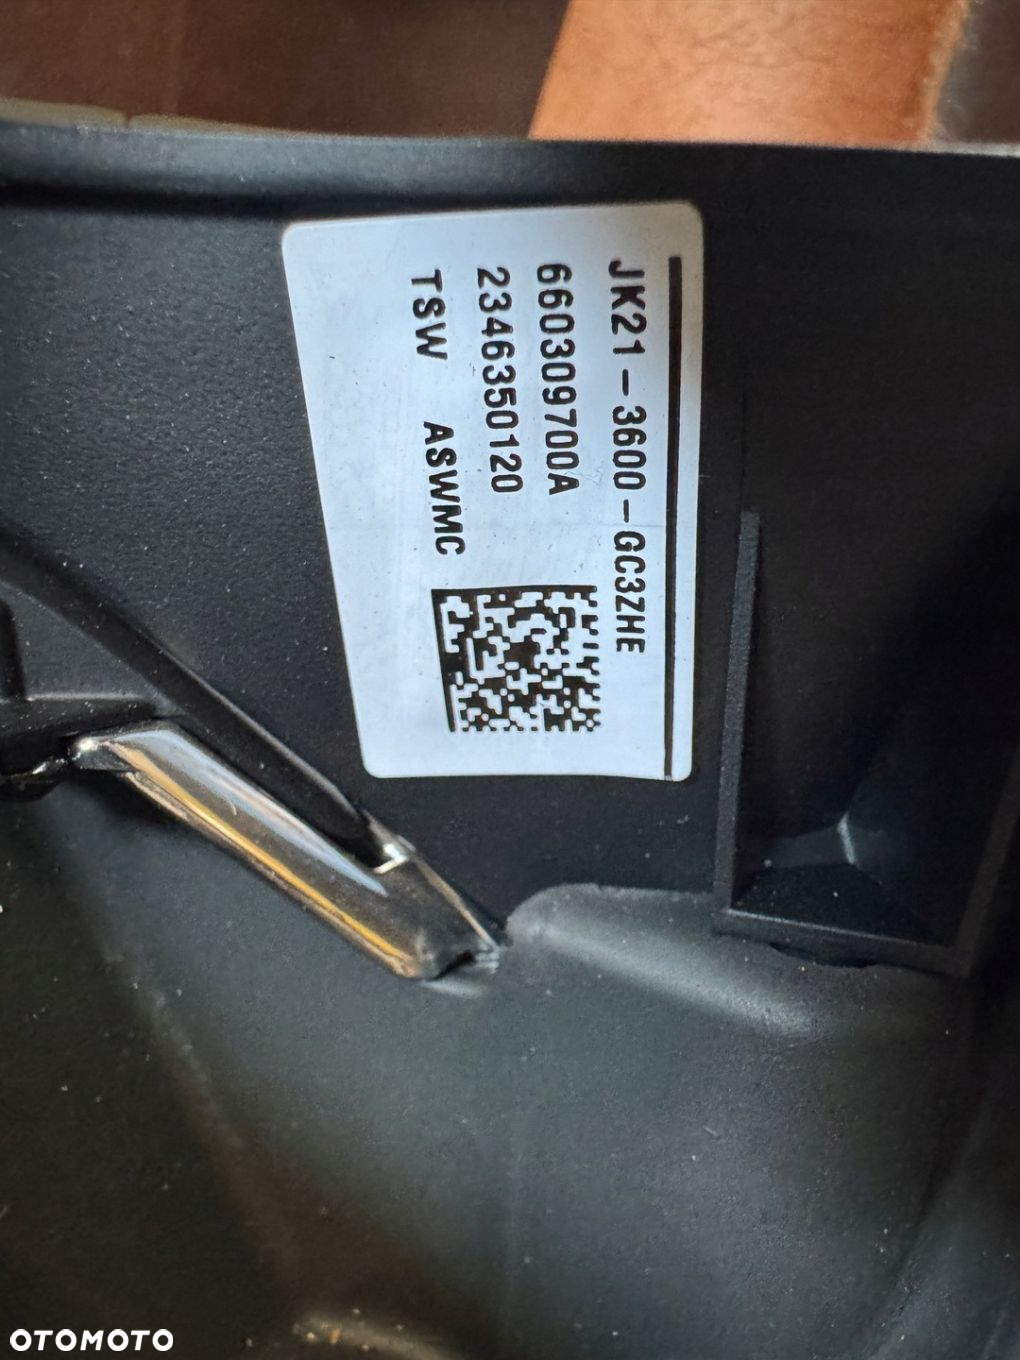 JK21-3600-GC3ZHE
660309700A
2346350120
TSW ASWMC
OTOMOTO